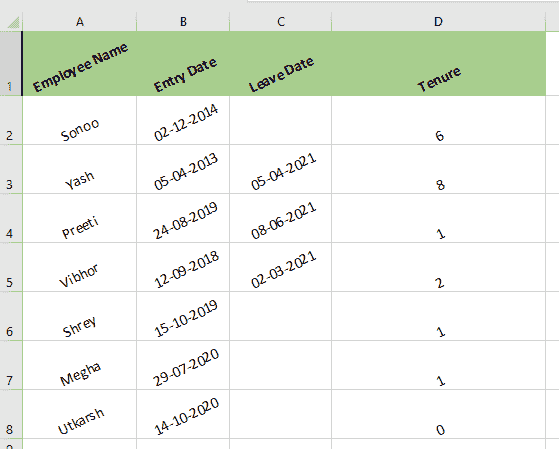 A B C D
1 Employee Name Entry Date Leave Date Tenure
2 Sonoo 02-12-2014 6
3 Yash 05-04-2013 05-04-2021 8
4 Preeti 24-08-2019 08-06-2021 1
5 Vibhor 12-09-2018 02-03-2021 2
6 Shrey 15-10-2019 1
7 Megha 29-07-2020 1
8 Utkarsh 14-10-2020 0